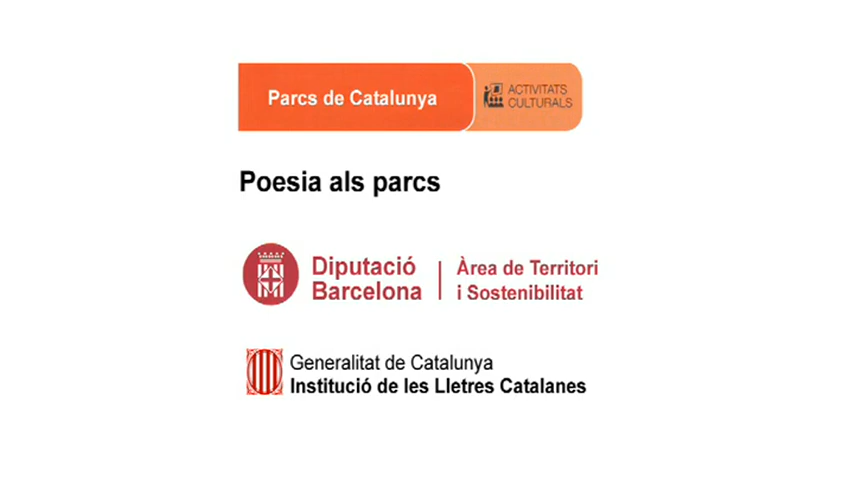 Parcs de Catalunya
ACTIVITATS
CULTURALS
Poesia als parcs
Diputació
Barcelona
Àrea de Territori
i Sostenibilitat
Generalitat de Catalunya
Institució de les Lletres Catalanes